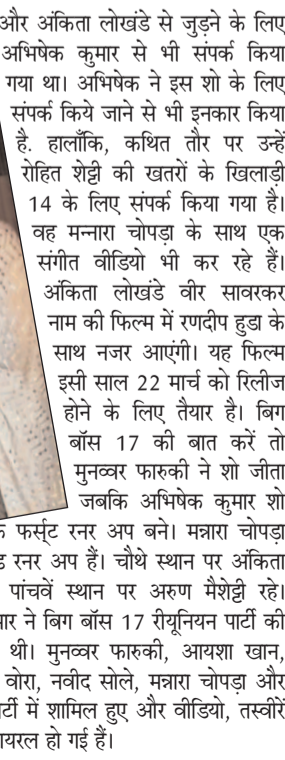 और अंकिता लोखंडे से जुड़ने के लिए
अभिषेक कुमार से भी संपर्क किया
गया था। अभिषेक ने इस शो के लिए
संपर्क किये जाने से भी इनकार किया
है. हालाँकि, कथित तौर पर उन्हें
रोहित शेट्टी की खतरों के खिलाड़ी
14 के लिए संपर्क किया गया है।
वह मन्नारा चोपड़ा के साथ एक
संगीत वीडियो भी कर रहे हैं।
अंकिता लोखंडे वीर सावरकर
नाम की फिल्म में रणदीप हुडा के
साथ नजर आएंगी। यह फिल्म
इसी साल 22 मार्च को रिलीज
होने के लिए तैयार है। बिग
बॉस 17 की बात करें तो
मुनव्वर फारुकी ने शो जीता
जबकि अभिषेक कुमार शो
फर्स्ट रनर अप बने। मन्नारा चोपड़ा
रनर अप हैं। चौथे स्थान पर अंकिता
पांचवें स्थान पर अरुण मैशेट्टी रहे।
ने बिग बॉस 17 रीयूनियन पार्टी की
थी। मुनव्वर फारुकी, आयशा खान,
वोरा, नवीद सोले, मन्नारा चोपड़ा और
में शामिल हुए और वीडियो, तस्वीरें
हो गई हैं।